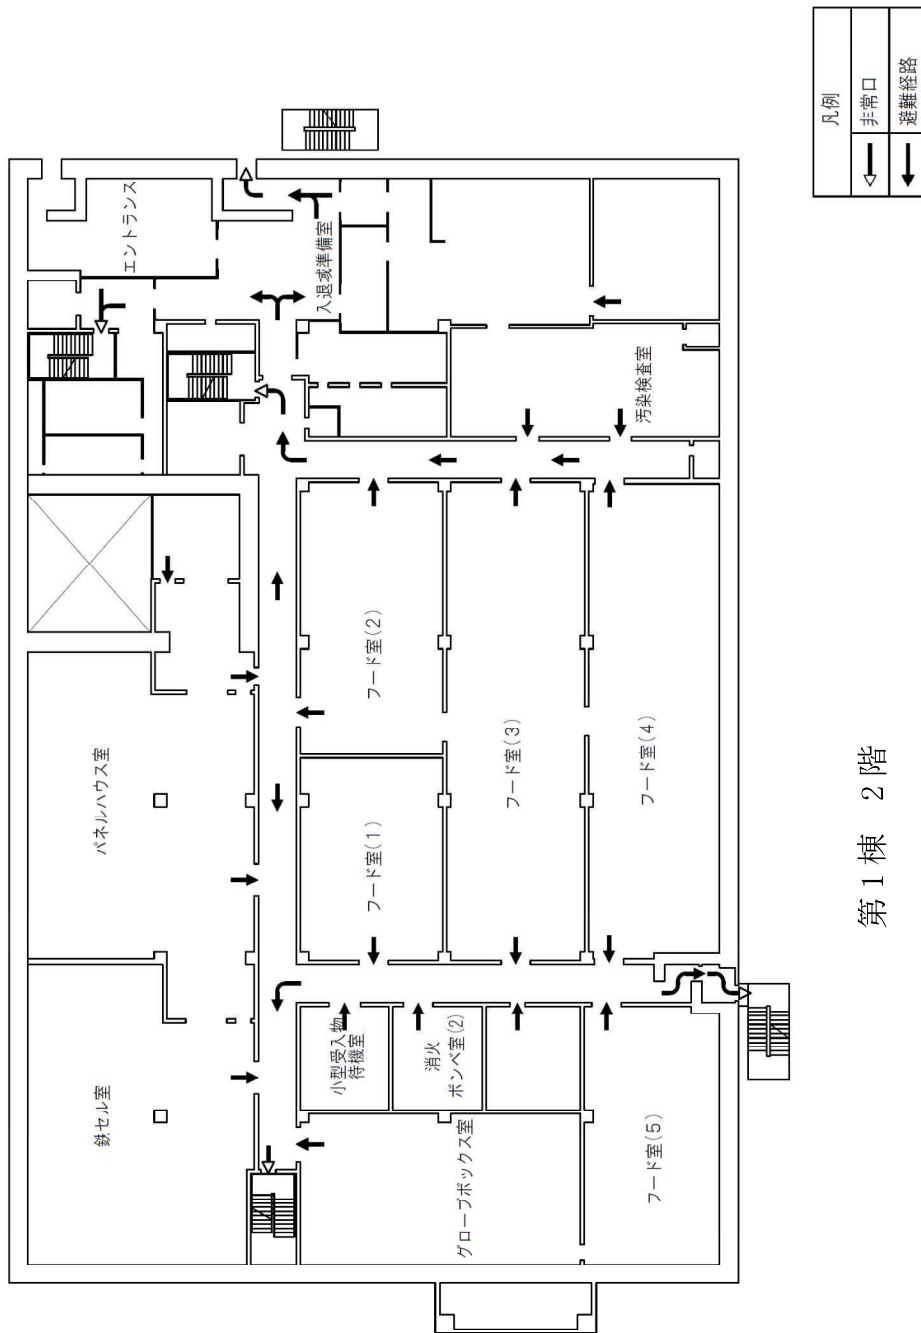 凡例
非常口
避難経路
エントランス
入退域準備室
汚染検査室
パネルハウス室
フード室(2)
フード室(3)
フード室(4)
フード室(1)
鉄セル室
小型受入物
待機室
消火
ボンベ室(2)
グローブボックス室
フード室(5)
第1棟 2階